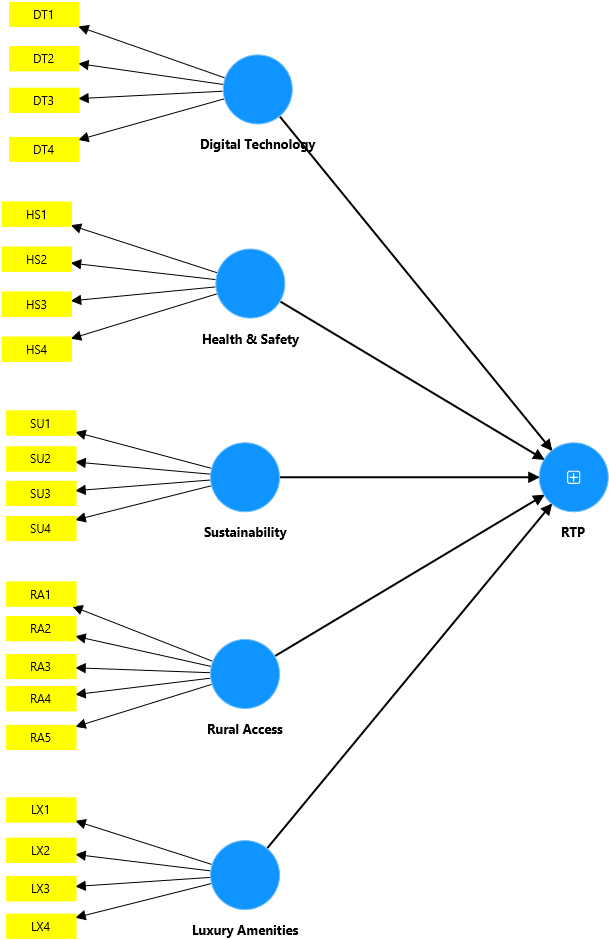 DT1
DT2
DT3
DT4
Digital Technology
HS1
HS2
HS3
HS4
Health & Safety
SU1
SU2
SU3
SU4
Sustainability
RTP
RA1
RA2
RA3
RA4
RA5
Rural Access
LX1
LX2
LX3
LX4
Luxury Amenities